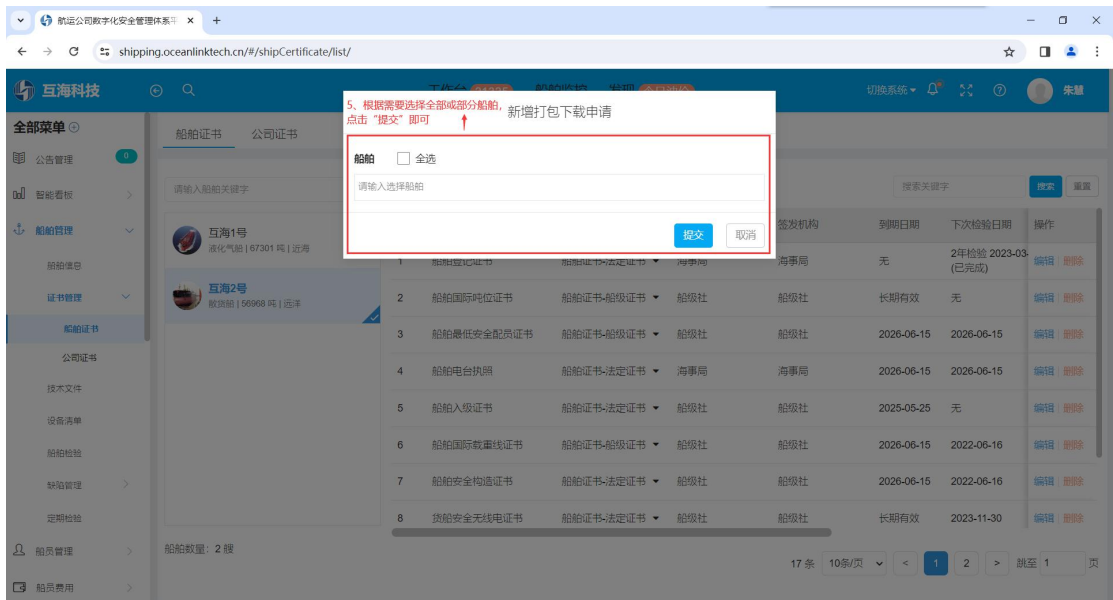 航运公司数字化安全管理体系平
shipping.oceanlinktech.cn/#/shipCertificate/list/
互海科技
切换系统
朱慧
5、根据需要选择全部或部分船舶,
点击“提交”即可
新增打包下载申请
船舶 全选
请输入选择船舶
提交 取消
全部菜单
公告管理 0
智能看板
船舶管理
船舶信息
证书管理
船舶证书
公司证书
技术文件
设备清单
船舶检验
缺陷管理
定期检验
船员管理
船员费用
船舶证书 公司证书
请输入船舶关键字
搜索关键字 搜索 重置
互海1号
液化气船 | 67301 吨 | 近海
互海2号
散货船 | 56968 吨 | 远洋
船舶数量：2 艘
签发机构 到期日期 下次检验日期 操作
1 船舶登记证书 船舶证书-法定证书 海事局 海事局 无 2年检验 2023-03- (已完成) 编辑 删除
2 船舶国际吨位证书 船舶证书-船级证书 船级社 船级社 长期有效 无 编辑 删除
3 船舶最低安全配员证书 船舶证书-船级证书 船级社 船级社 2026-06-15 2026-06-15 编辑 删除
4 船舶电台执照 船舶证书-法定证书 海事局 海事局 2026-06-15 2026-06-15 编辑 删除
5 船舶入级证书 船舶证书-法定证书 船级社 船级社 2025-05-25 无 编辑 删除
6 船舶国际载重线证书 船舶证书-船级证书 船级社 船级社 2026-06-15 2022-06-16 编辑 删除
7 船舶安全构造证书 船舶证书-法定证书 船级社 船级社 2026-06-15 2022-06-16 编辑 删除
8 货船安全无线电证书 船舶证书-法定证书 船级社 船级社 长期有效 2023-11-30 编辑 删除
17 条 10条/页 < 1 2 > 跳至 1 页